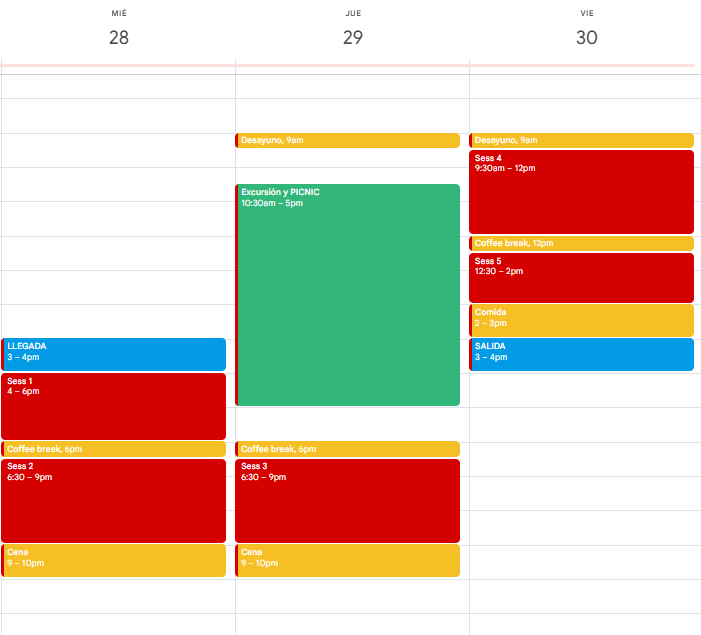 MIÉ
28
JUE
29
VIE
30
LLEGADA
3 – 4pm
Sess 1
4 – 6pm
Coffee break, 6pm
Sess 2
6:30 – 9pm
Cena
9 – 10pm
Desayuno, 9am
Excursión y PICNIC
10:30am – 5pm
Coffee break, 6pm
Sess 3
6:30 – 9pm
Cena
9 – 10pm
Desayuno, 9am
Sess 4
9:30am – 12pm
Coffee break, 12pm
Sess 5
12:30 – 2pm
Comida
2 – 3pm
SALIDA
3 – 4pm